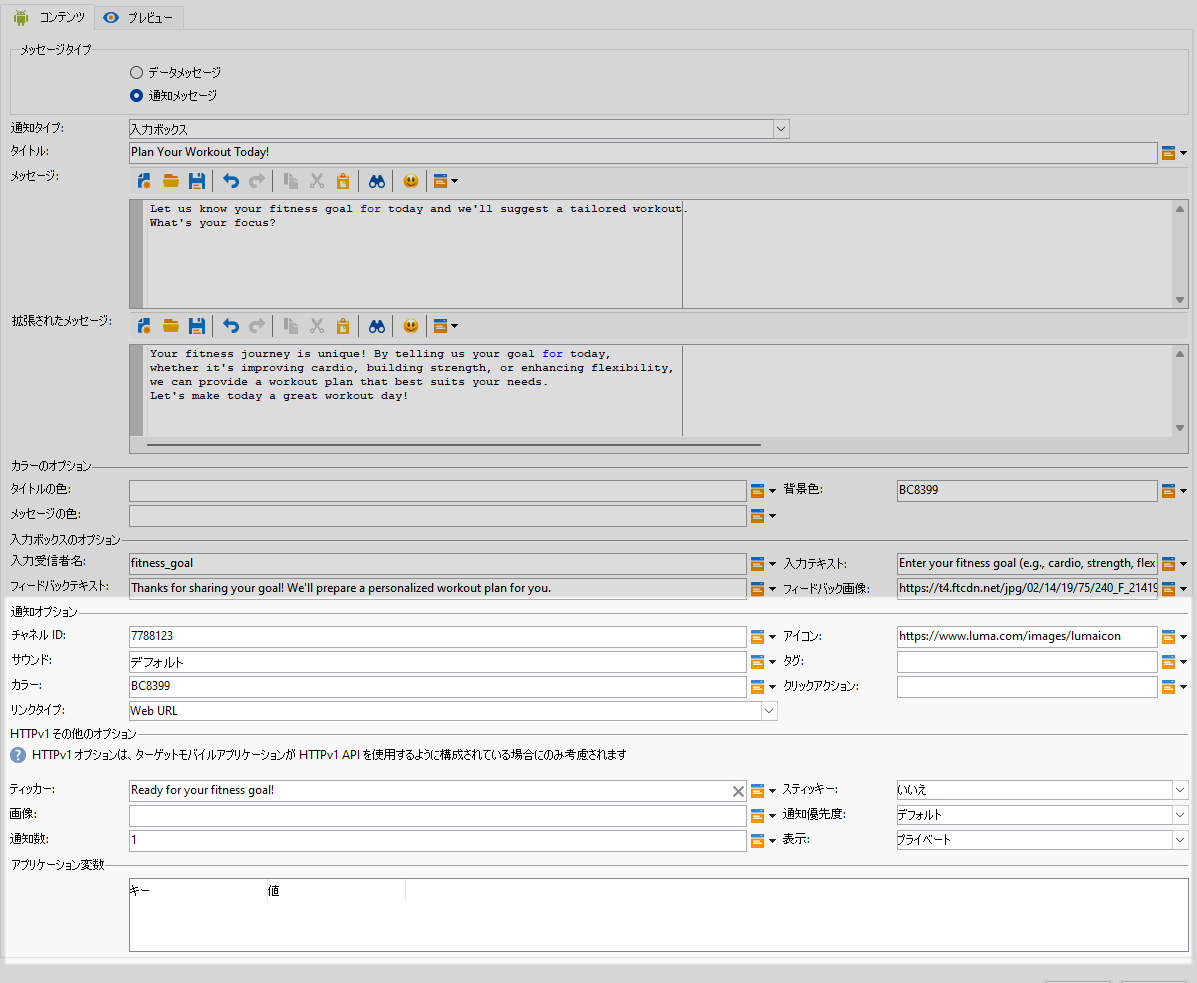 コンテンツ プレビュー
メッセージタイプ
データメッセージ
通知メッセージ
通知タイプ: 入力ボックス
タイトル: Plan Your Workout Today!
メッセージ:
Let us know your fitness goal for today and we'll suggest a tailored workout.
What's your focus?
拡張されたメッセージ:
Your fitness journey is unique! By telling us your goal for today,
whether it's improving cardio, building strength, or enhancing flexibility,
we can provide a workout plan that best suits your needs.
Let's make today a great workout day!
カラーのオプション
タイトルの色: 背景色: BC8399
メッセージの色:
入力ボックスのオプション
入力受信者名: fitness_goal 入力テキスト: Enter your fitness goal (e.g., cardio, strength, flex
フィードバックテキスト: Thanks for sharing your goal! We'll prepare a personalized workout plan for you. フィードバック画像: https://t4.ftcdn.net/jpg/02/14/19/75/240_F_21419
通知オプション
チャネル ID: 7788123 アイコン: https://www.luma.com/images/lumaicon
サウンド: デフォルト タグ:
カラー: BC8399 クリックアクション:
リンクタイプ: Web URL
HTTPv1 その他のオプション
? HTTPv1 オプションは、ターゲットモバイルアプリケーションが HTTPv1 API を使用するように構成されている場合にのみ考慮されます
ティッカー: Ready for your fitness goal! スティッキー: いいえ
画像: 通知優先度: デフォルト
通知数: 1 表示: プライベート
アプリケーション変数
キー 値